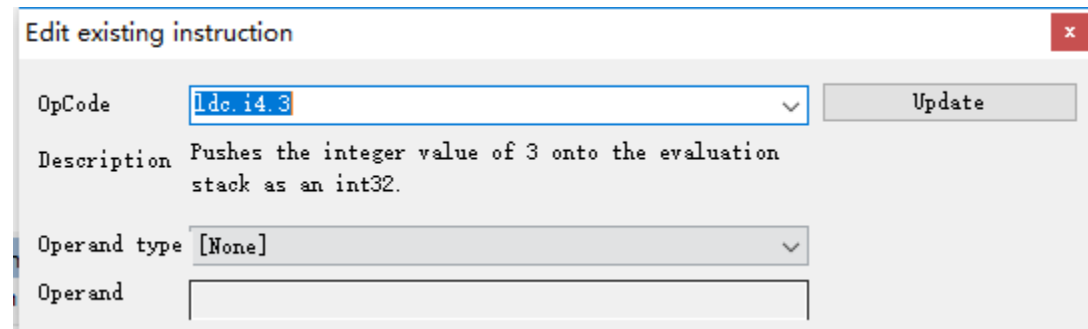 Edit existing instruction
x
OpCode
ldc.i4.3
Update
Description
Pushes the integer value of 3 onto the evaluation
stack as an int32.
Operand type
[None]
Operand